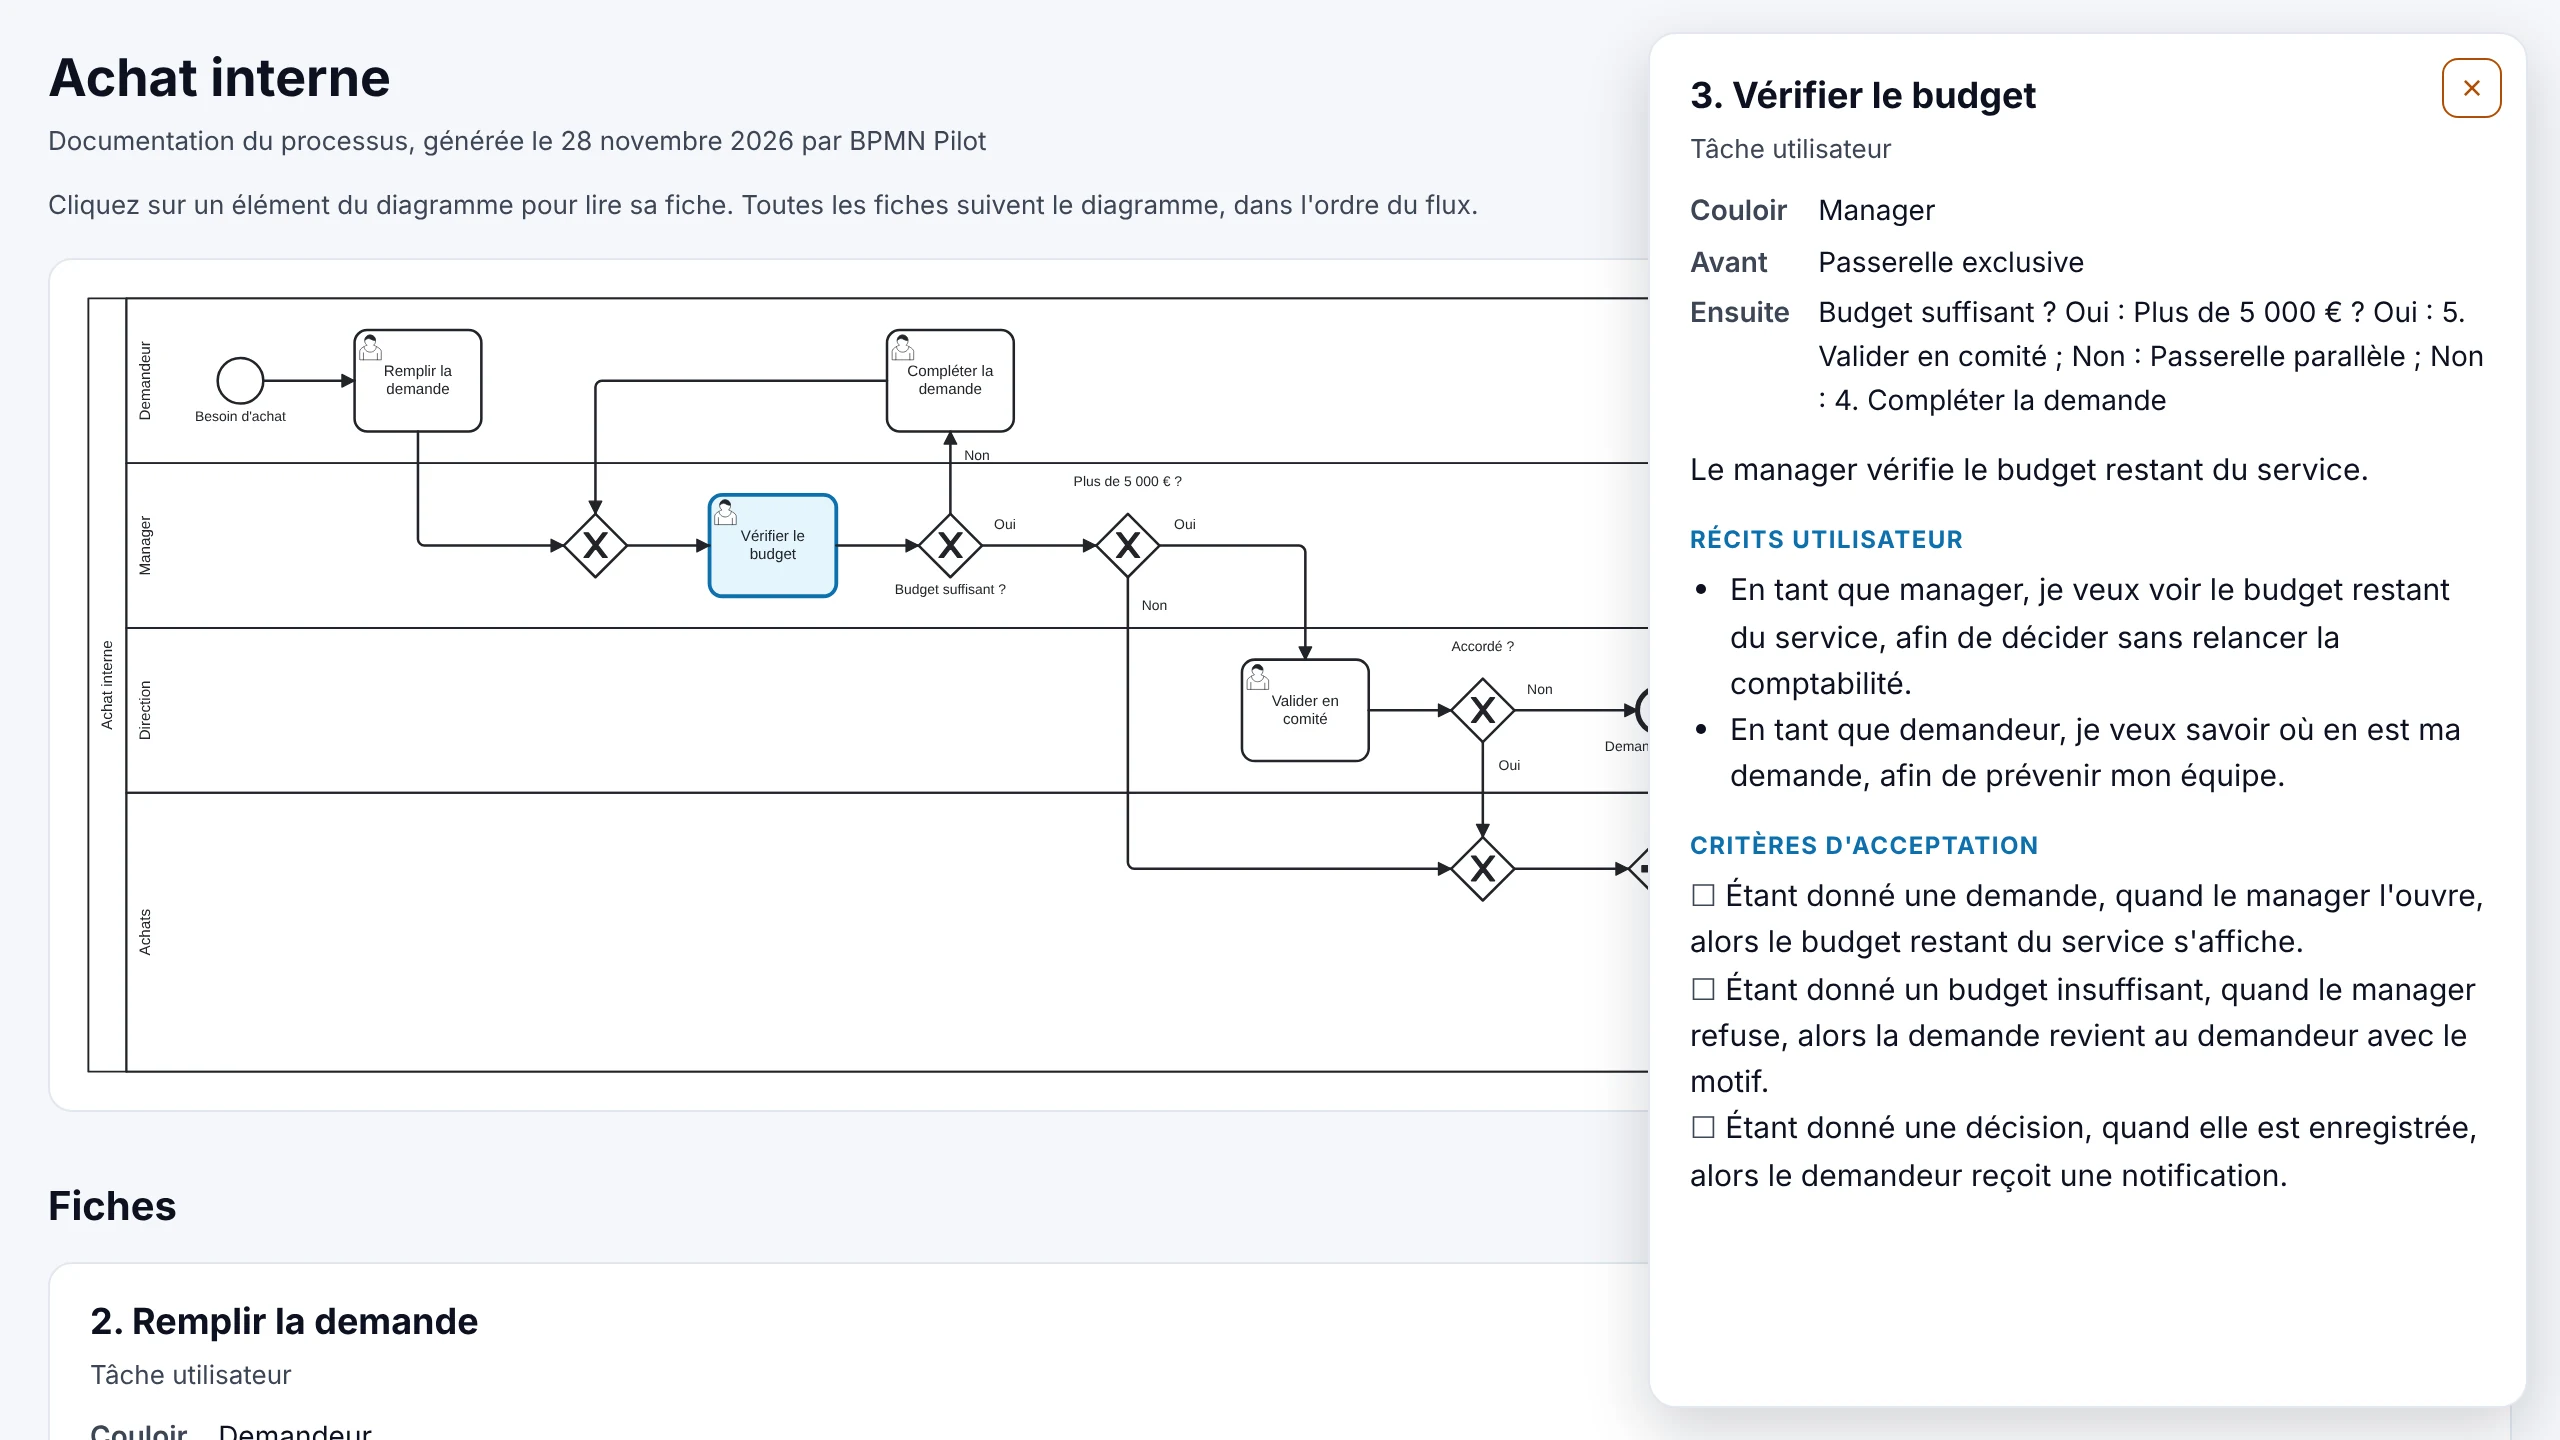 Achat interne
Documentation du processus, générée le 28 novembre 2026 par BPMN Pilot
Cliquez sur un élément du diagramme pour lire sa fiche. Toutes les fiches suivent le diagramme, dans l'ordre du flux.
Achat interne
Demandeur
Besoin d'achat
Remplir la
demande
Compléter la
demande
Non
Manager
Vérifier le
budget
Budget suffisant ?
Oui
Plus de 5 000 € ?
Oui
Non
Direction
Valider en
comité
Accordé ?
Non
Oui
Achats
Fiches
2. Remplir la demande
Tâche utilisateur
Couloir Demandeur
3. Vérifier le budget
Tâche utilisateur
Couloir Manager
Avant Passerelle exclusive
Ensuite Budget suffisant ? Oui : Plus de 5 000 € ? Oui : 5.
Valider en comité ; Non : Passerelle parallèle ; Non
: 4. Compléter la demande
Le manager vérifie le budget restant du service.
RÉCITS UTILISATEUR
• En tant que manager, je veux voir le budget restant
du service, afin de décider sans relancer la
comptabilité.
• En tant que demandeur, je veux savoir où en est ma
demande, afin de prévenir mon équipe.
CRITÈRES D'ACCEPTATION
☐ Étant donné une demande, quand le manager l'ouvre,
alors le budget restant du service s'affiche.
☐ Étant donné un budget insuffisant, quand le manager
refuse, alors la demande revient au demandeur avec le
motif.
☐ Étant donné une décision, quand elle est enregistrée,
alors le demandeur reçoit une notification.